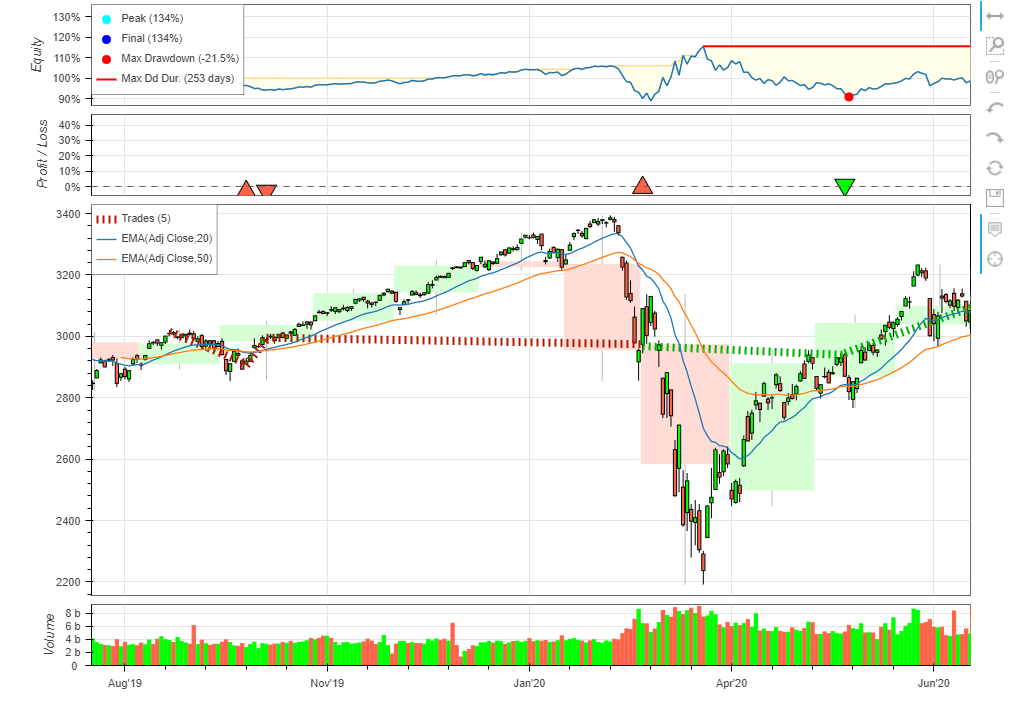 130%
120%
110%
100%
90%
Equity
Peak (134%)
Final (134%)
Max Drawdown (-21.5%)
Max Dd Dur. (253 days)
40%
30%
20%
10%
0%
Profit / Loss
3400
3200
3000
2800
2600
2400
2200
Trades (5)
EMA(Adj Close,20)
EMA(Adj Close,50)
8 b
6 b
4 b
2 b
0
Volume
Aug'19
Nov'19
Jan'20
Apr'20
Jun'20